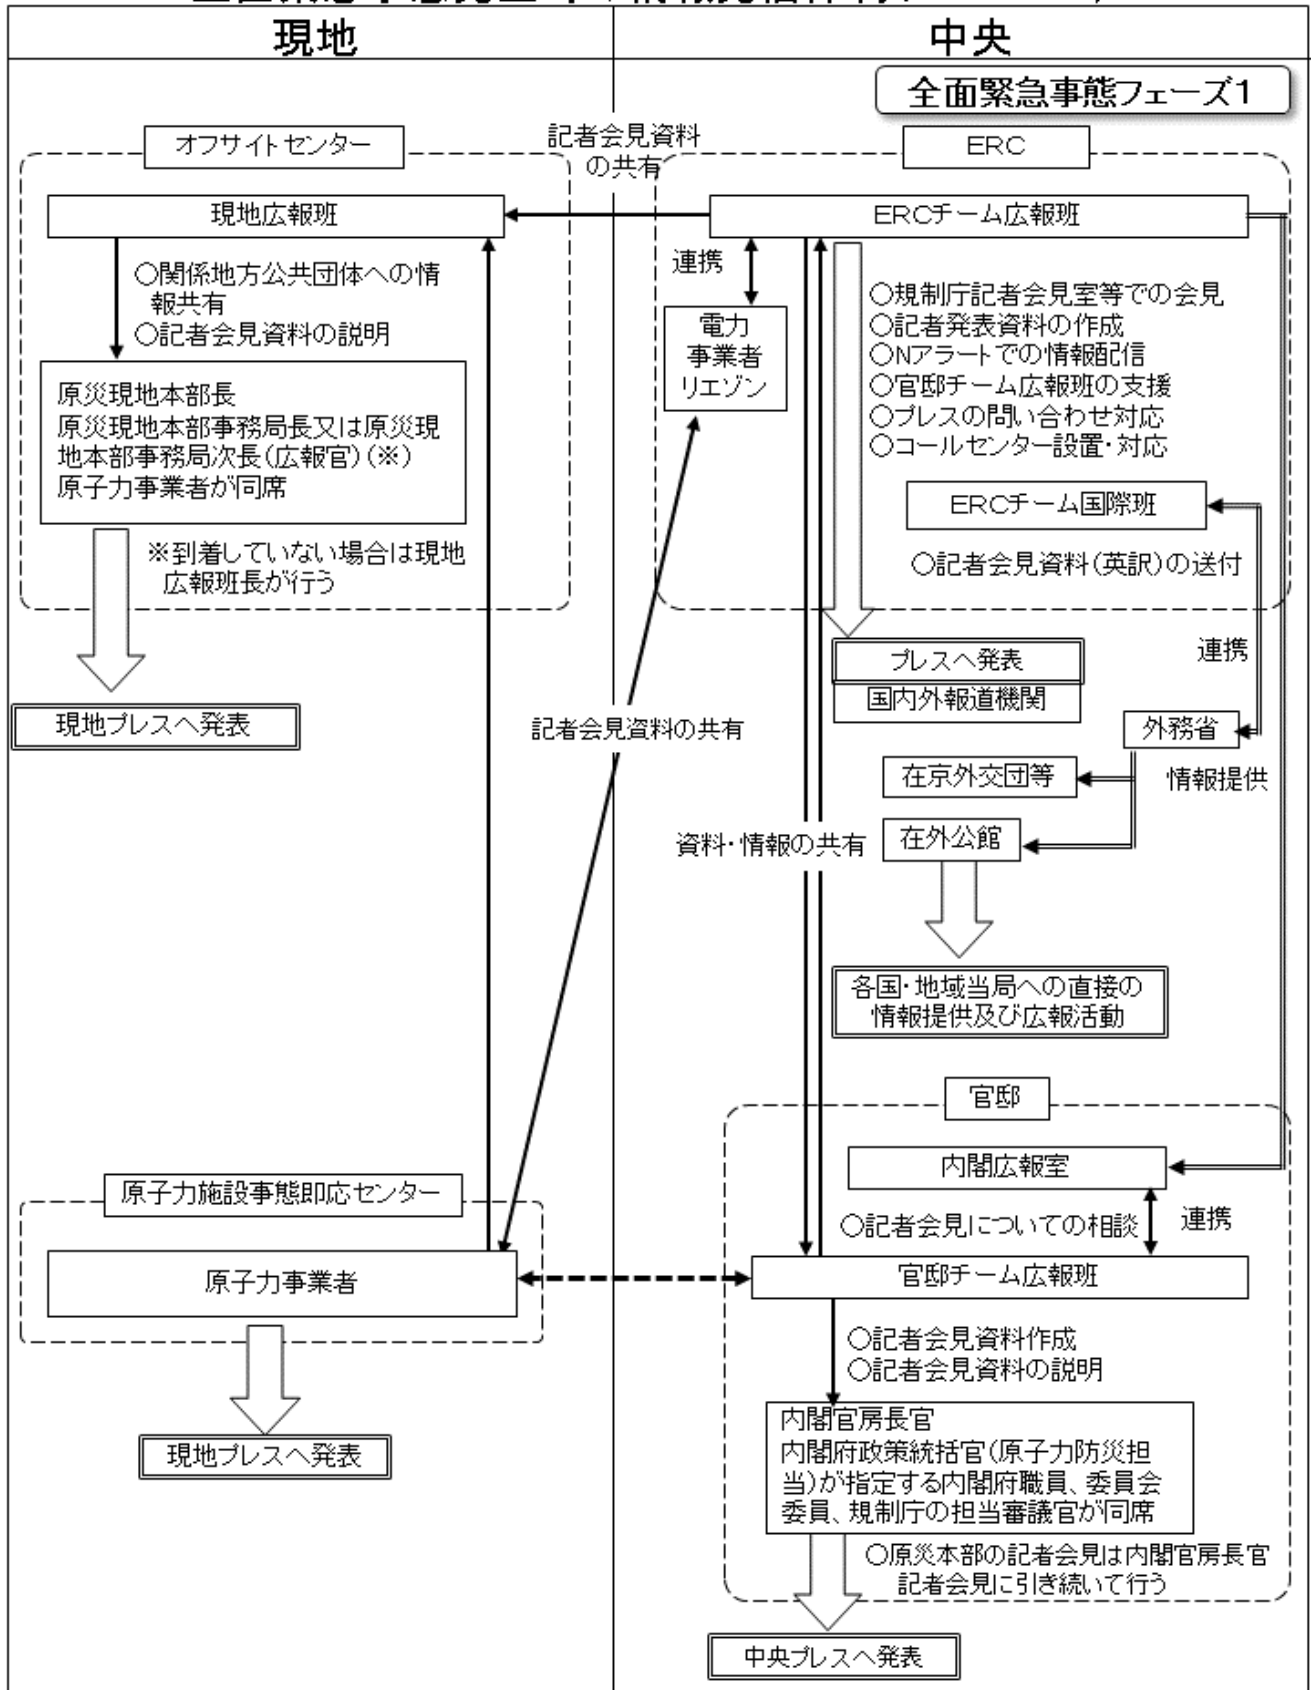 現地
中央
全面緊急事態フェーズ1
オフサイトセンター
記者会見資料
の共有
ERC
現地広報班
ERCチーム広報班
○関係地方公共団体への情
報共有
○記者会見資料の説明
連携
電力
事業者
リエゾン
○規制庁記者会見室等での会見
○記者発表資料の作成
○Nアラートでの情報配信
○官邸チーム広報班の支援
○プレスの問い合わせ対応
○コールセンター設置・対応
原災現地本部長
原災現地本部事務局長又は原災現
地本部事務局次長(広報官)(※)
原子力事業者が同席
ERCチーム国際班
※到着していない場合は現地
広報班長が行う
○記者会見資料(英訳)の送付
プレスへ発表
国内外報道機関
連携
現地プレスへ発表
記者会見資料の共有
外務省
在京外交団等
情報提供
資料・情報の共有
在外公館
各国・地域当局への直接の
情報提供及び広報活動
官邸
内閣広報室
原子力施設事態即応センター
○記者会見についての相談
連携
原子力事業者
官邸チーム広報班
○記者会見資料作成
○記者会見資料の説明
現地プレスへ発表
内閣官房長官
内閣府政策統括官(原子力防災担
当)が指定する内閣府職員、委員会
委員、規制庁の担当審議官が同席
○原災本部の記者会見は内閣官房長官
記者会見に引き続いて行う
中央プレスへ発表